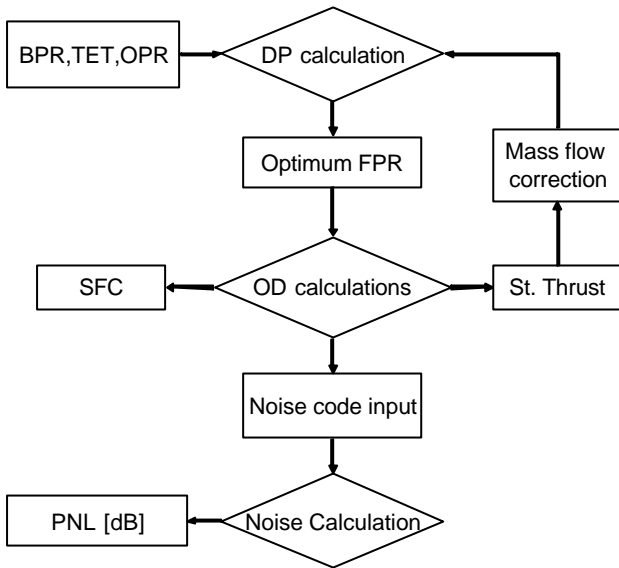 BPR,TET,OPR
DP calculation
Optimum FPR
Mass flow
correction
SFC
OD calculations
St. Thrust
Noise code input
PNL [dB]
Noise Calculation